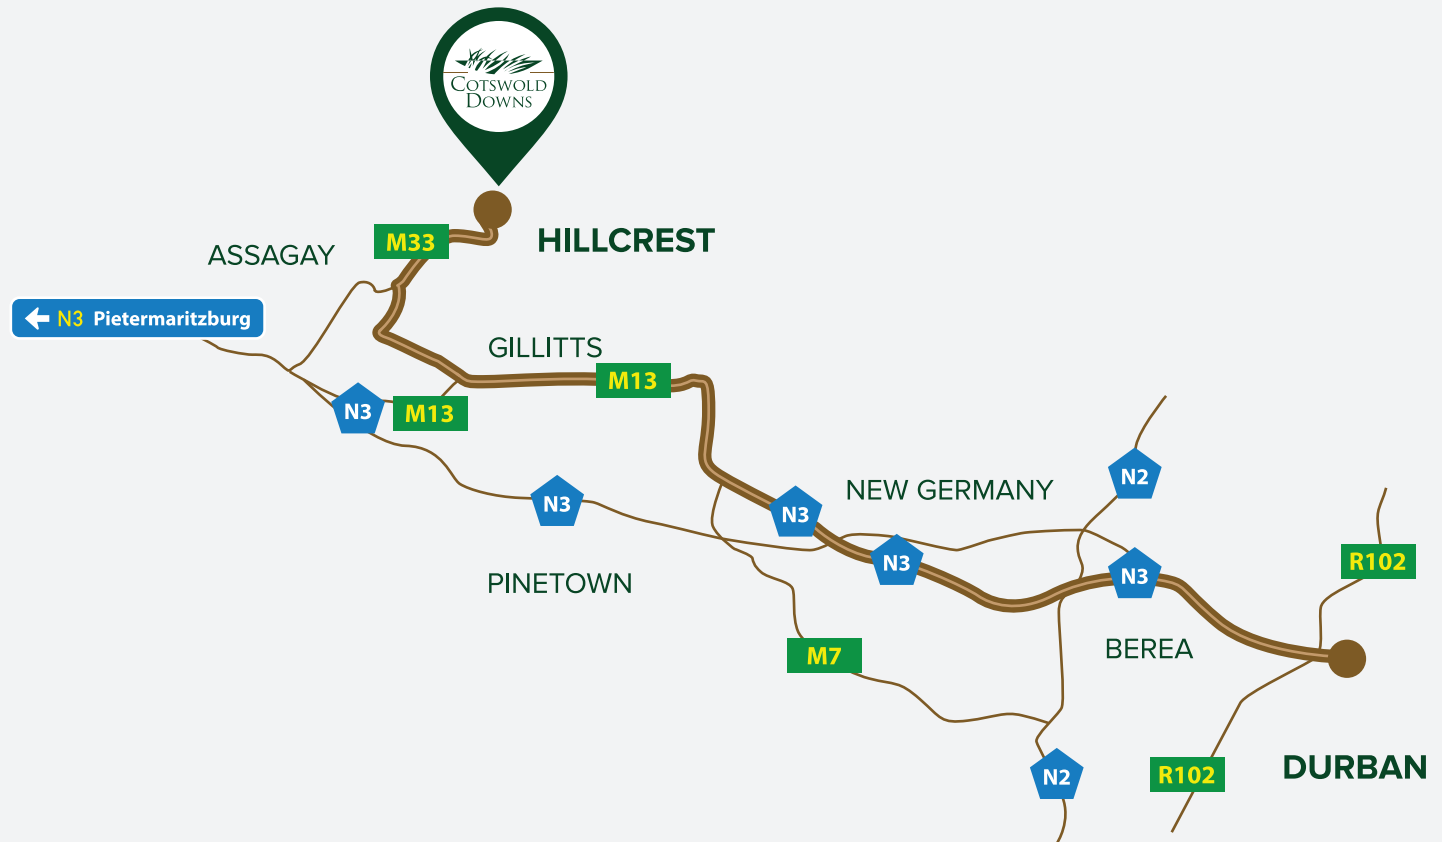 COTSWOLD
DOWNS
M33
HILLCREST
ASSAGAY
N3 Pietermaritzburg
GILLITTS
M13
N3
M13
N2
NEW GERMANY
N3
N3
R102
N3
N3
PINETOWN
BEREA
M7
DURBAN
N2
R102